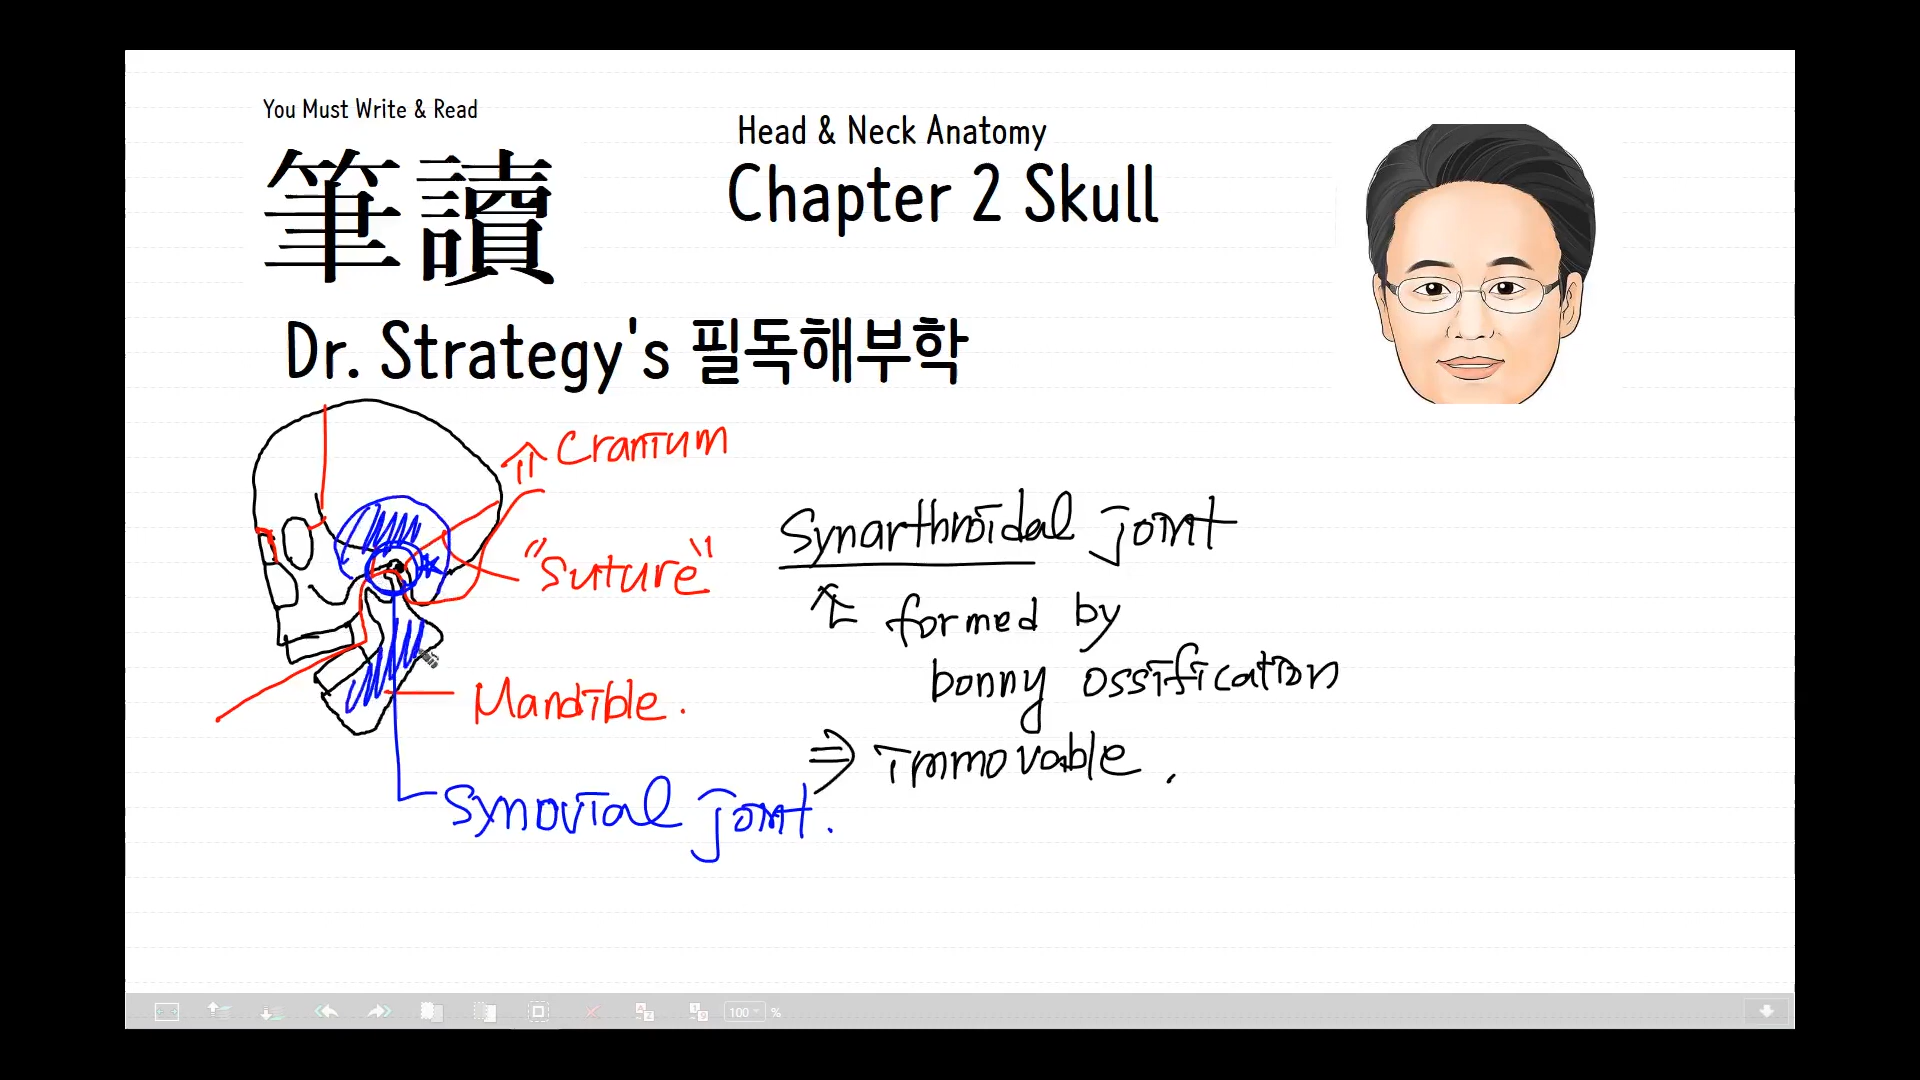 You Must Write & Read
筆讀
Head & Neck Anatomy
Chapter 2 Skull
Dr. Strategy's 필독해부학
Cranium
"Suture"
Mandible.
Synovial joint.
Synarthroidal joint
formed by
bonny ossification
⇒ immovable.
100 %